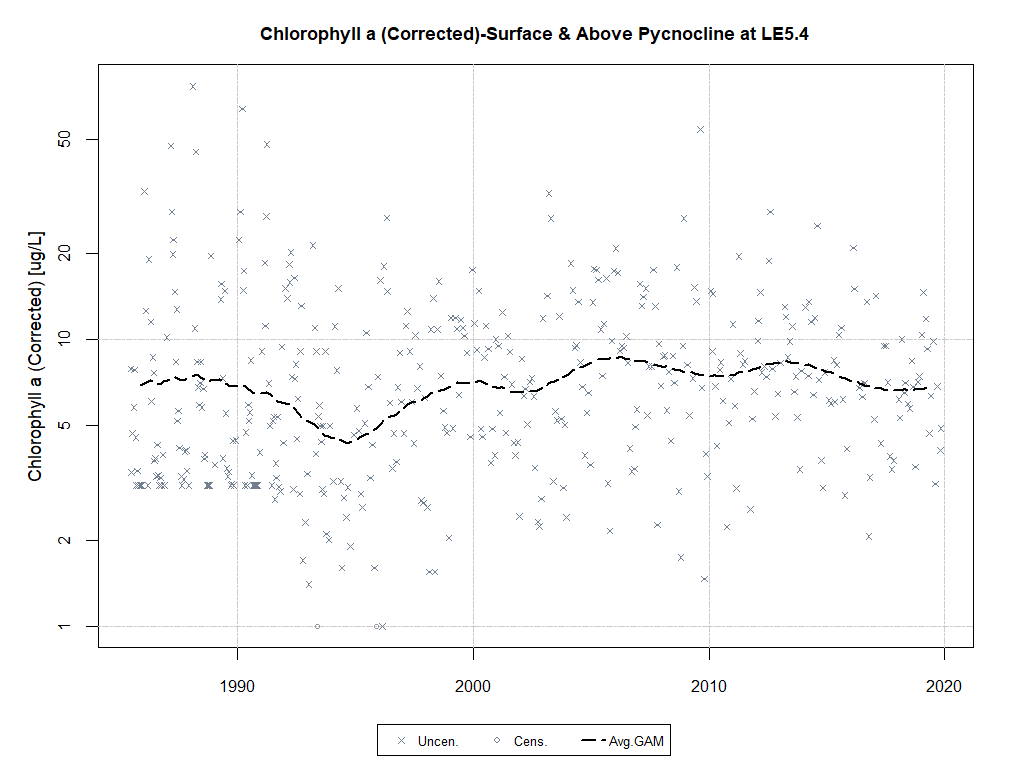 Chlorophyll a (Corrected)-Surface & Above Pycnocline at LE5.4
Chlorophyll a (Corrected) [ug/L]
50
20
10
5
2
1
1990 2000 2010 2020
Uncen. Cens. Avg.GAM